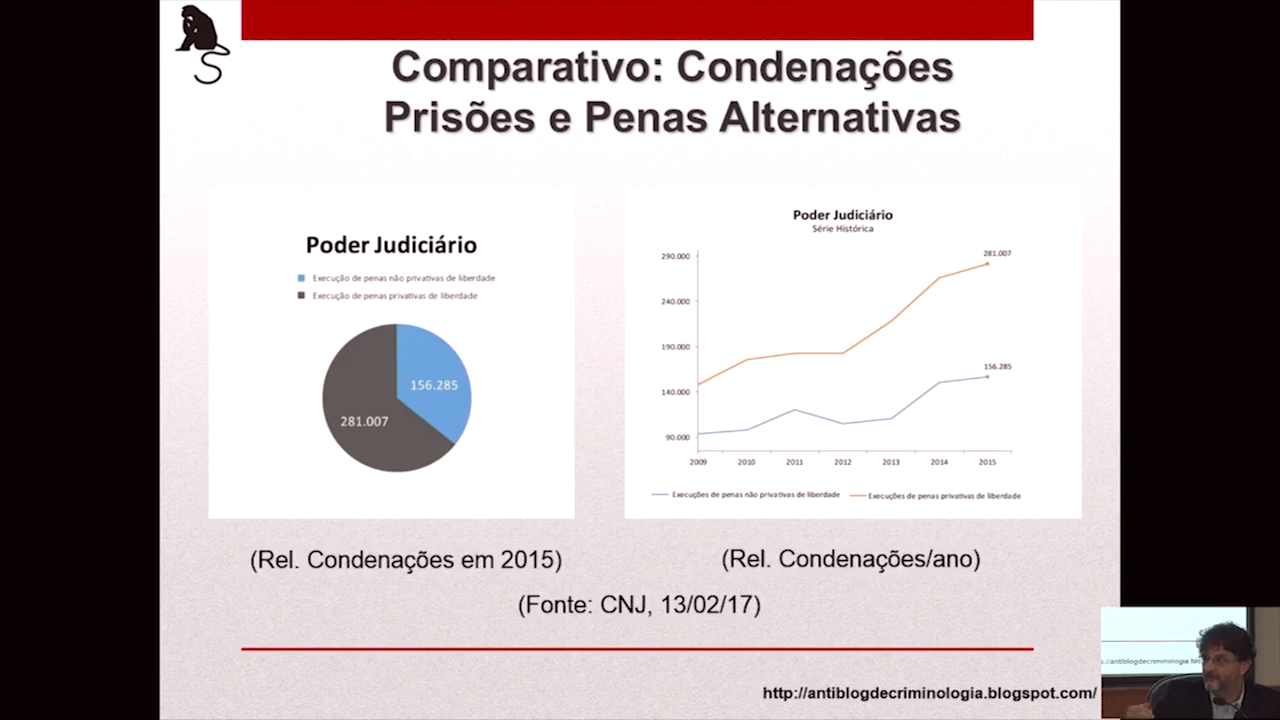 Comparativo: Condenações
Prisões e Penas Alternativas
Poder Judiciário
Execução de penas não privativas de liberdade
Execução de penas privativas de liberdade
156.285
281.007
Poder Judiciário
Série Histórica
290.000
240.000
190.000
140.000
90.000
281.007
156.285
2009 2010 2011 2012 2013 2014 2015
Execuções de penas não privativas de liberdade Execuções de penas privativas de liberdade
(Rel. Condenações em 2015)
(Rel. Condenações/ano)
(Fonte: CNJ, 13/02/17)
http://antiblogdecriminologia.blogspot.com/